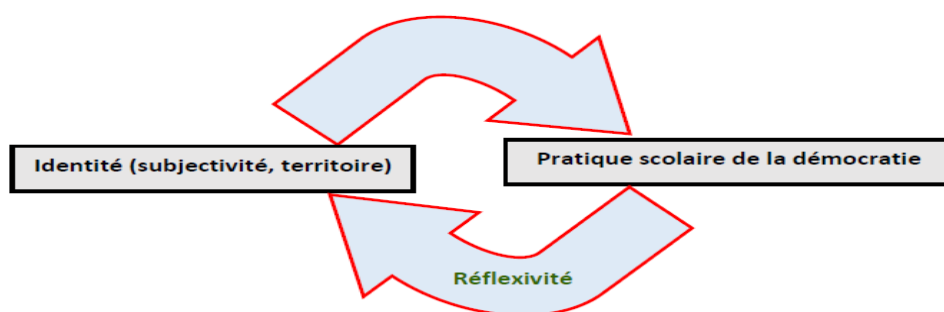 Identité (subjectivité, territoire)
Pratique scolaire de la démocratie
Réflexivité